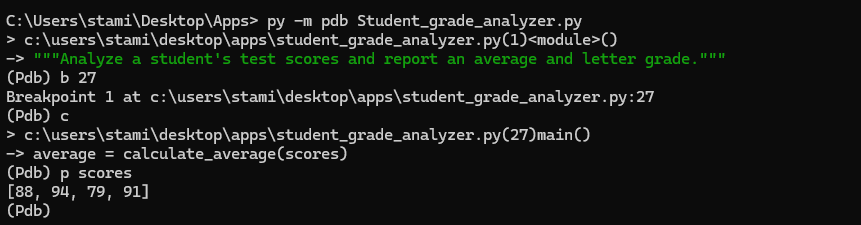 C:\Users\stami\Desktop\Apps> py -m pdb Student_grade_analyzer.py
> c:\users\stami\desktop\apps\student_grade_analyzer.py(1)<module>()
-> """Analyze a student's test scores and report an average and letter grade."""
(Pdb) b 27
Breakpoint 1 at c:\users\stami\desktop\apps\student_grade_analyzer.py:27
(Pdb) c
> c:\users\stami\desktop\apps\student_grade_analyzer.py(27)main()
-> average = calculate_average(scores)
(Pdb) p scores
[88, 94, 79, 91]
(Pdb)